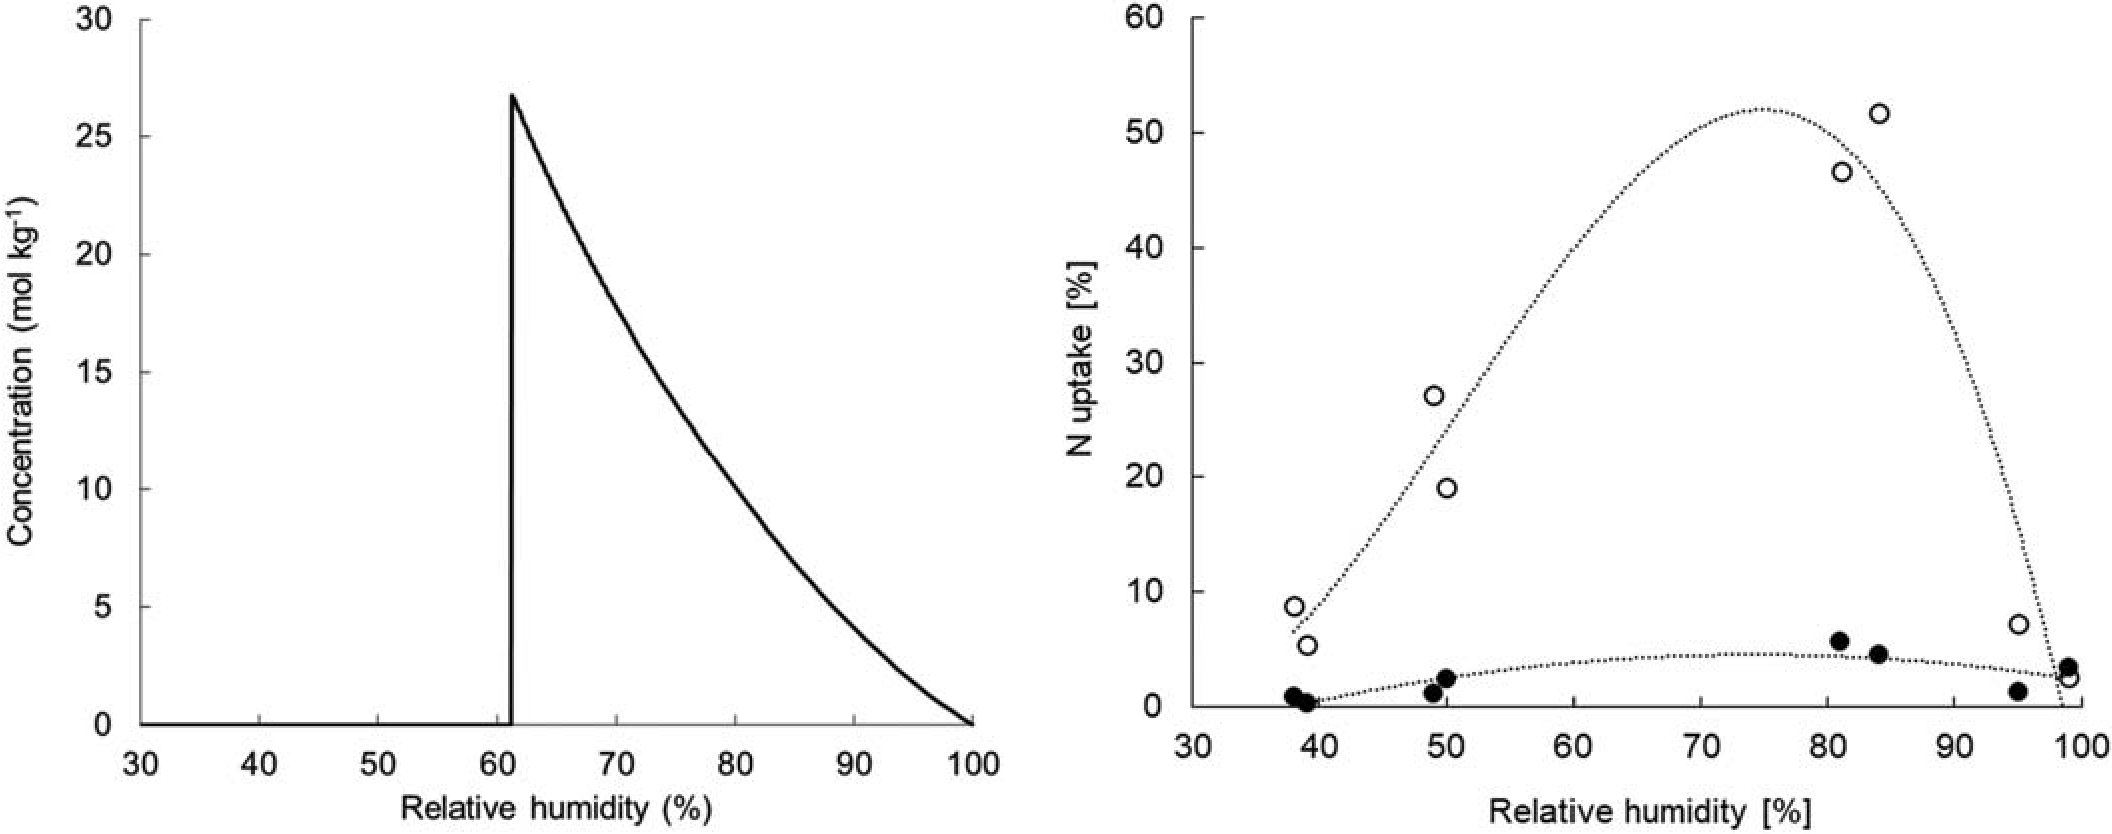 30
25
20
15
10
5
0
Concentration (mol kg-1)
30 40 50 60 70 80 90 100
Relative humidity (%)
60
50
40
30
20
10
0
N uptake [%]
30 40 50 60 70 80 90 100
Relative humidity [%]